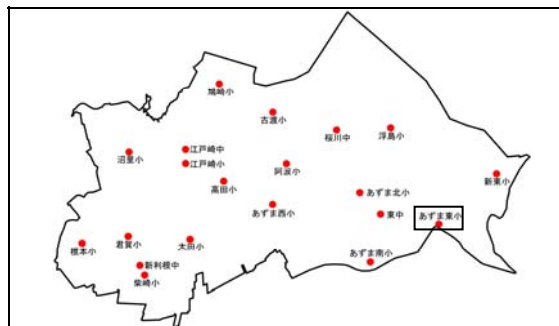 鳩崎小
古渡小
桜川中
浮島小
沼里小
江戸崎中
江戸崎小
阿波小
高田小
新東小
あずま北小
あずま西小
東中
あずま東小
根本小
君賀小
太田小
あずま南小
新利根中
柴崎小